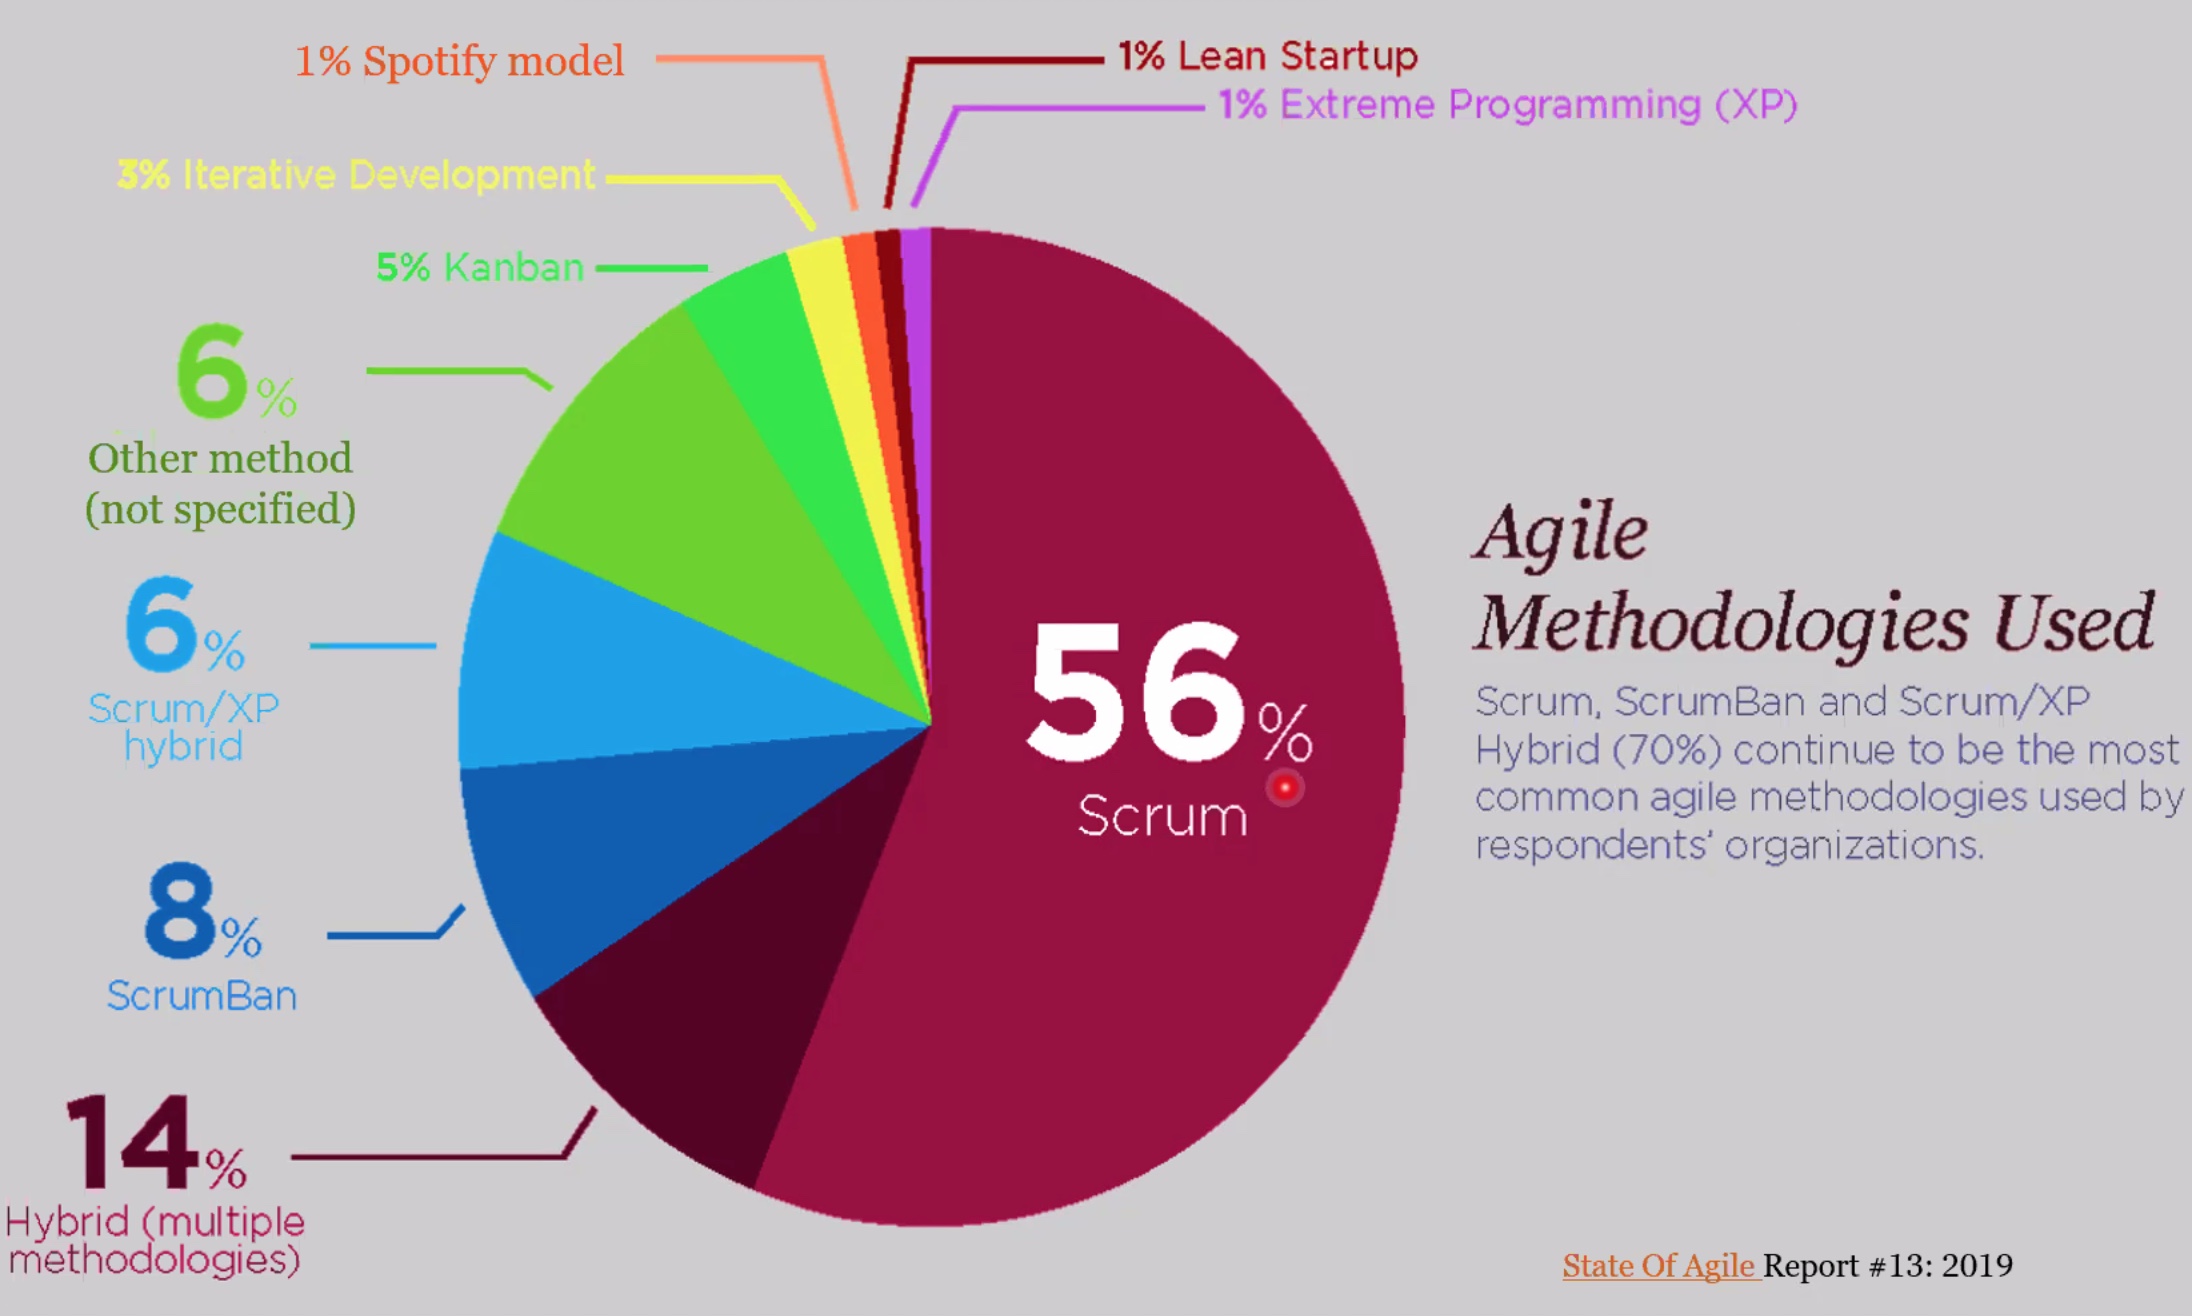 1% Spotify model
1% Lean Startup
1% Extreme Programming (XP)
3% Iterative Development
5% Kanban
6%
Other method
(not specified)
6%
Scrum/XP
hybrid
8%
ScrumBan
14%
Hybrid (multiple
methodologies)
56%
Scrum
Agile
Methodologies Used
Scrum, ScrumBan and Scrum/XP
Hybrid (70%) continue to be the most
common agile methodologies used by
respondents' organizations.
State Of Agile Report #13: 2019